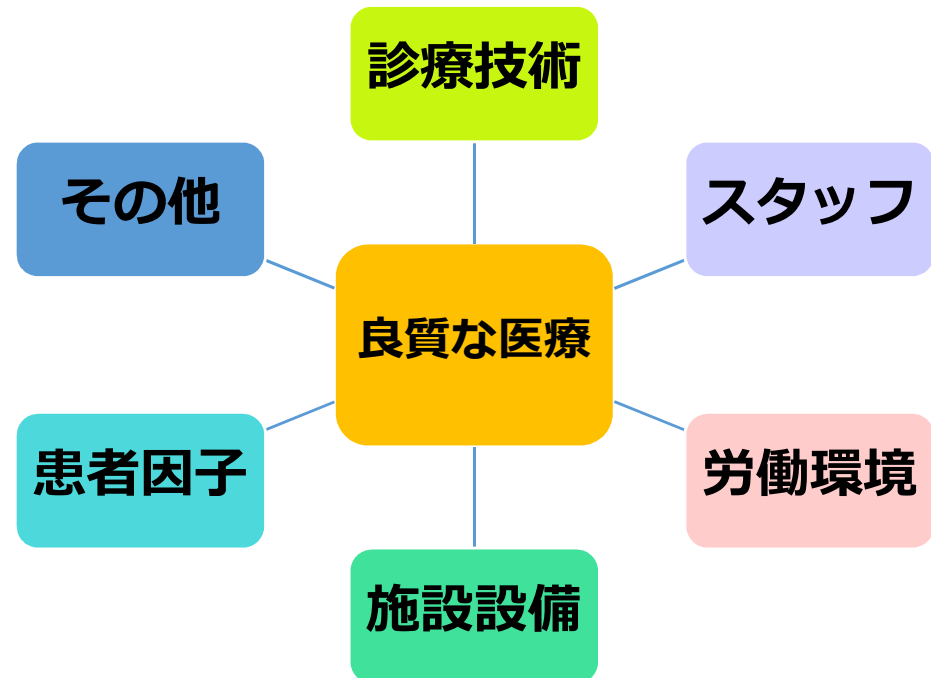 診療技術
その他
スタッフ
良質な医療
患者因子
労働環境
施設設備